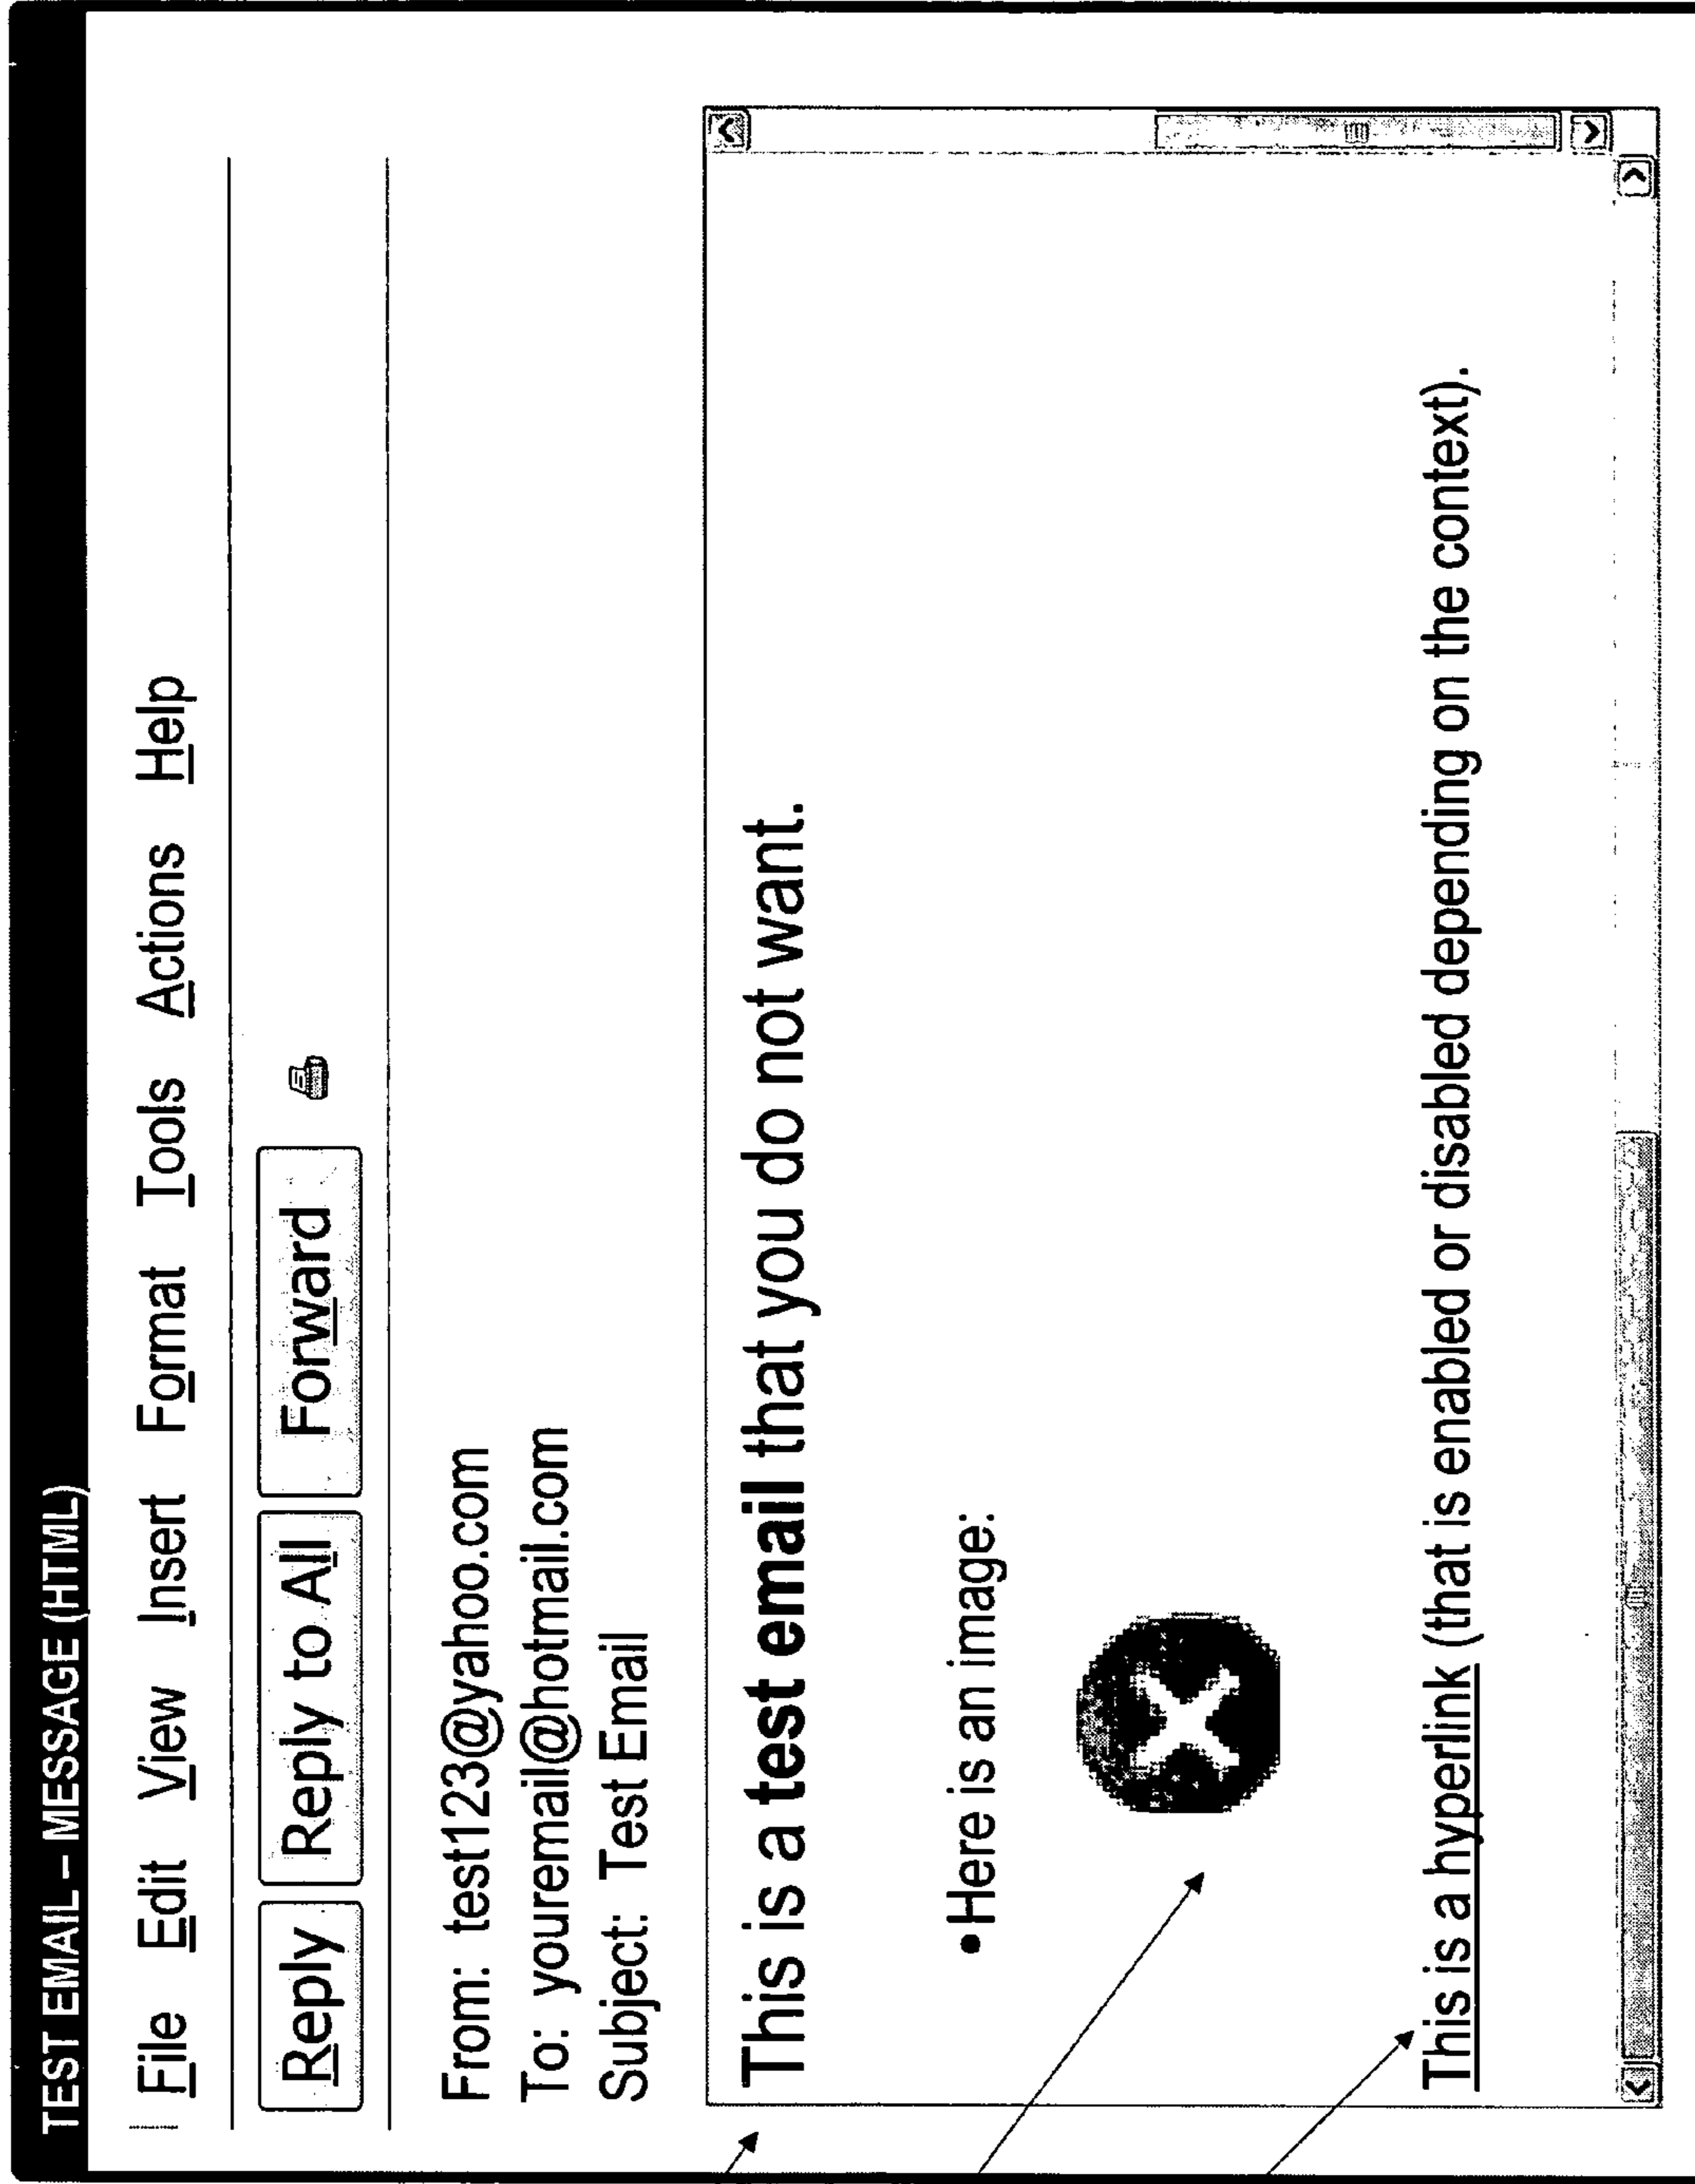 TEST EMAIL – MESSAGE (HTML)
File Edit View Insert Format Tools Actions Help
Reply Reply to All Forward
From: test123@yahoo.com
To: youremail@hotmail.com
Subject: Test Email
This is a test email that you do not want.
• Here is an image:
This is a hyperlink (that is enabled or disabled depending on the context).